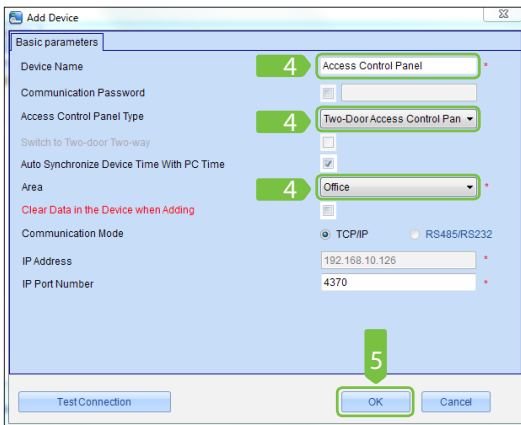 Add Device
Basic parameters
Device Name 4 Access Control Panel *
Communication Password
Access Control Panel Type 4 Two-Door Access Control Pan
Switch to Two-door Two-way
Auto Synchronize Device Time With PC Time
Area 4 Office *
Clear Data in the Device when Adding
Communication Mode TCP/IP RS485/RS232
IP Address 192.168.10.126 *
IP Port Number 4370 *
5
Test Connection OK Cancel